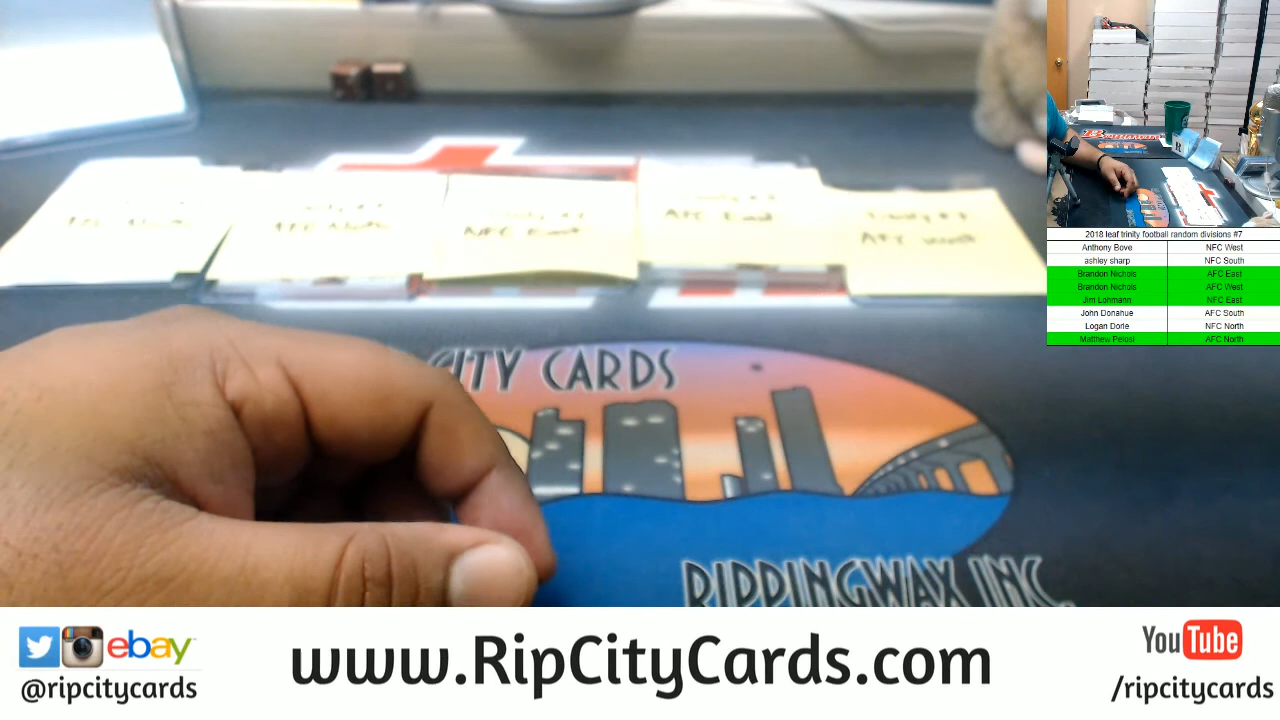 AFC East
NFC East
AFC West
CITY CARDS
RIPPINGWAX INC.
2018 leaf trinity football random divisions #7
Anthony Bove NFC West
ashley sharp NFC South
Brandon Nichols AFC East
Brandon Nichols AFC West
Jim Lohmann NFC East
John Donahue AFC South
Logan Dorle NFC North
Matthew Pelosi AFC North
ebay
@ripcitycards
www.RipCityCards.com
YouTube
/ripcitycards